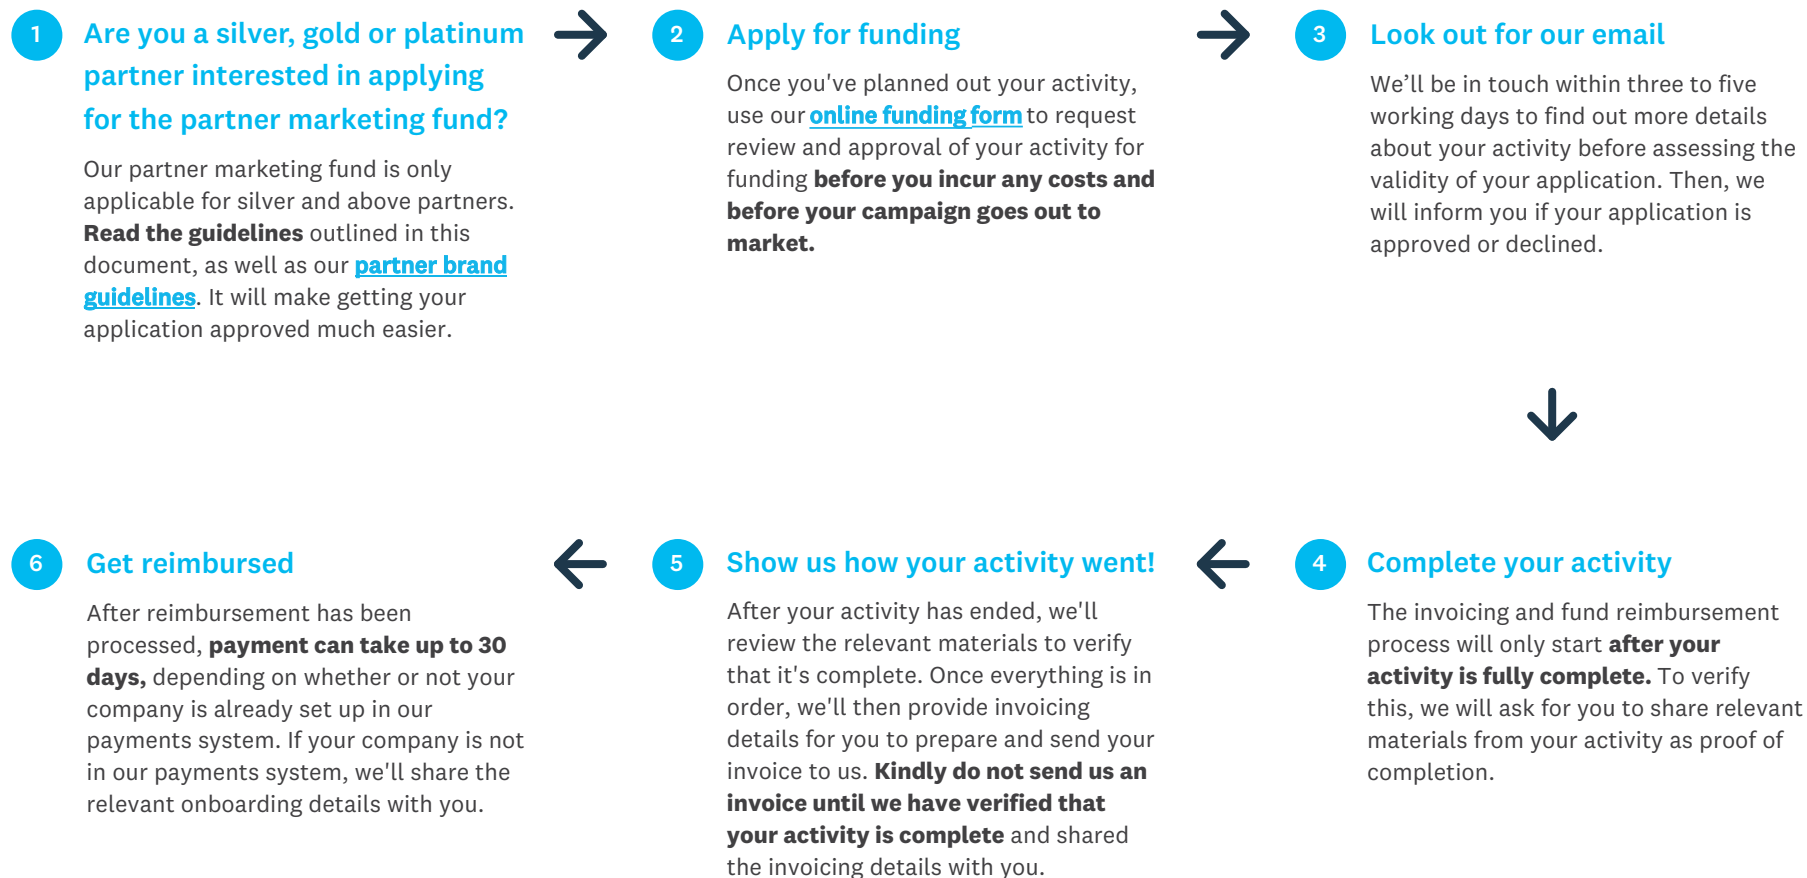 1
Are you a silver, gold or platinum
partner interested in applying
for the partner marketing fund?
Our partner marketing fund is only
applicable for silver and above partners.
Read the guidelines outlined in this
document, as well as our partner brand
guidelines. It will make getting your
application approved much easier.
2
Apply for funding
Once you've planned out your activity,
use our online funding form to request
review and approval of your activity for
funding before you incur any costs and
before your campaign goes out to
market.
3
Look out for our email
We’ll be in touch within three to five
working days to find out more details
about your activity before assessing the
validity of your application. Then, we
will inform you if your application is
approved or declined.
4
Complete your activity
The invoicing and fund reimbursement
process will only start after your
activity is fully complete. To verify
this, we will ask for you to share relevant
materials from your activity as proof of
completion.
5
Show us how your activity went!
After your activity has ended, we'll
review the relevant materials to verify
that it's complete. Once everything is in
order, we'll then provide invoicing
details for you to prepare and send your
invoice to us. Kindly do not send us an
invoice until we have verified that
your activity is complete and shared
the invoicing details with you.
6
Get reimbursed
After reimbursement has been
processed, payment can take up to 30
days, depending on whether or not your
company is already set up in our
payments system. If your company is not
in our payments system, we'll share the
relevant onboarding details with you.